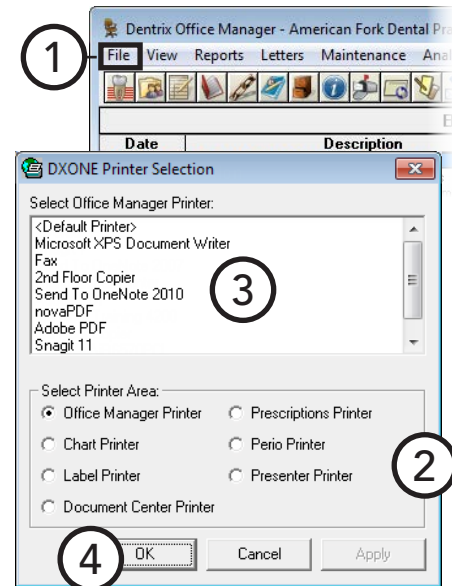 Dentrix Office Manager - American Fork Dental Pra
1
File View Reports Letters Maintenance Anal
Date Description
DXONE Printer Selection
Select Office Manager Printer:
<Default Printer>
Microsoft XPS Document Writer
Fax
2nd Floor Copier
Send To OneNote 2010
3
novaPDF
Adobe PDF
Snagit 11
Select Printer Area:
Office Manager Printer Prescriptions Printer
Chart Printer Perio Printer
2
Label Printer Presenter Printer
Document Center Printer
4 OK Cancel Apply